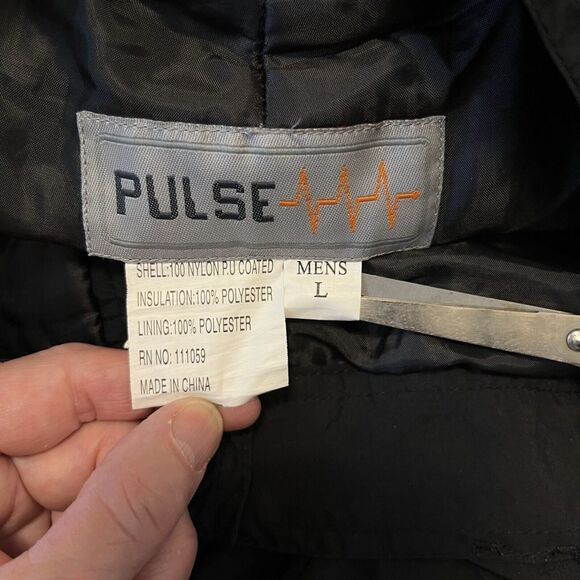 PULSE
SHELL:100 NYLON P.U COATED
INSULATION:100% POLYESTER
LINING:100% POLYESTER
RN NO: 111059
MADE IN CHINA
MENS
L